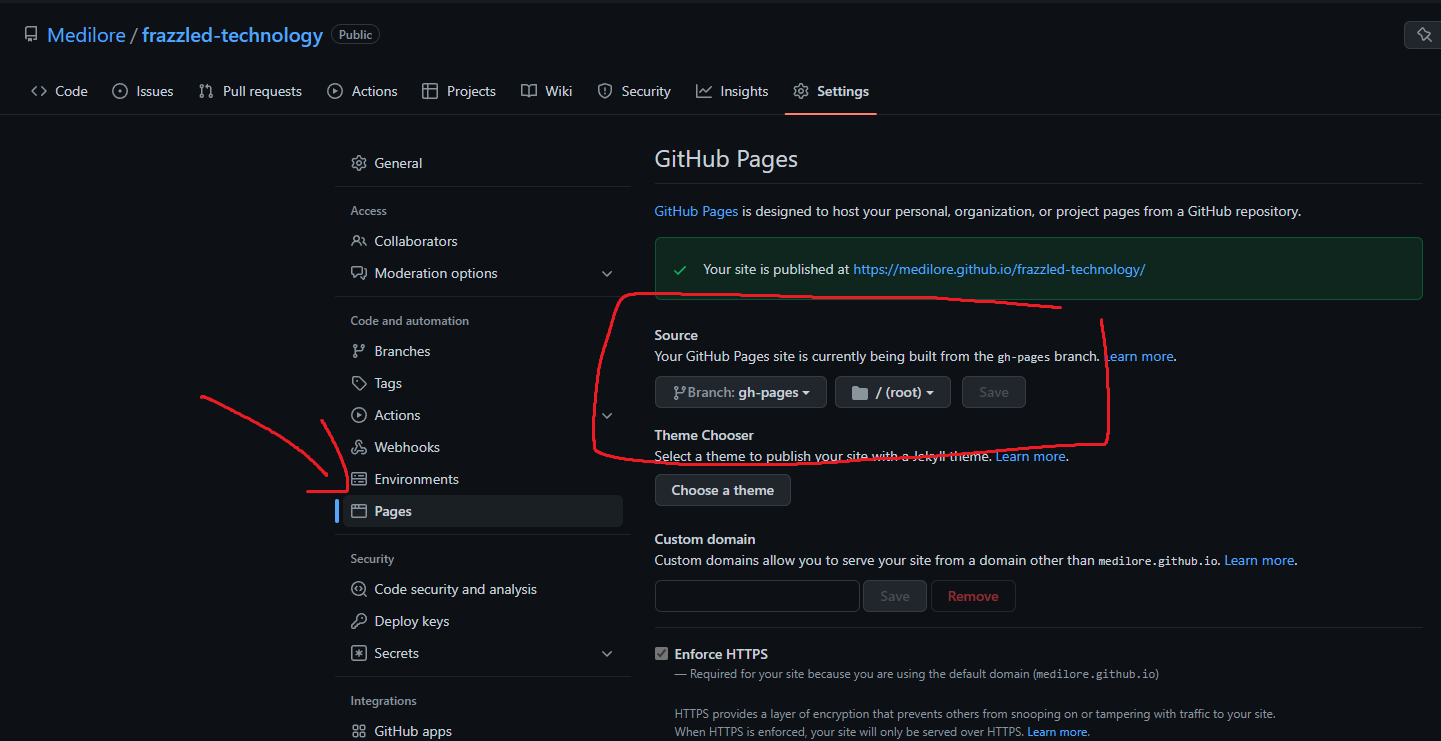 Medilore / frazzled-technology Public
Code Issues Pull requests Actions Projects Wiki Security Insights Settings
General
Access
Collaborators
Moderation options
Code and automation
Branches
Tags
Actions
Webhooks
Environments
Pages
Security
Code security and analysis
Deploy keys
Secrets
Integrations
GitHub apps
GitHub Pages
GitHub Pages is designed to host your personal, organization, or project pages from a GitHub repository.
Your site is published at https://medilore.github.io/frazzled-technology/
Source
Your GitHub Pages site is currently being built from the gh-pages branch. Learn more.
Branch: gh-pages / (root) Save
Theme Chooser
Select a theme to publish your site with a Jekyll theme. Learn more.
Choose a theme
Custom domain
Custom domains allow you to serve your site from a domain other than medilore.github.io. Learn more.
Save Remove
Enforce HTTPS
— Required for your site because you are using the default domain (medilore.github.io)
HTTPS provides a layer of encryption that prevents others from snooping on or tampering with traffic to your site.
When HTTPS is enforced, your site will only be served over HTTPS. Learn more.